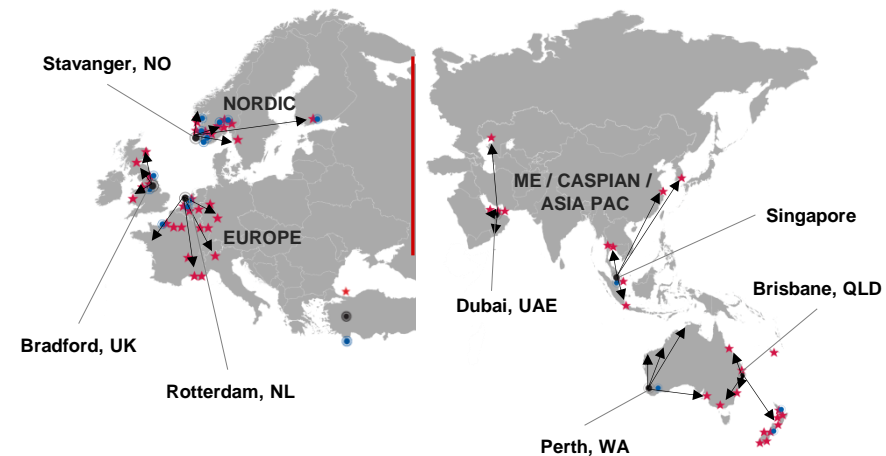 Stavanger, NO
NORDIC
EUROPE
Bradford, UK
Rotterdam, NL
ME / CASPIAN /
ASIA PAC
Singapore
Dubai, UAE
Brisbane, QLD
Perth, WA